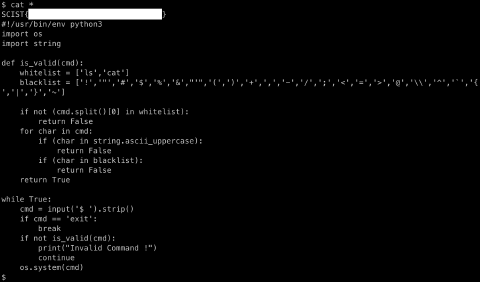 $ cat *
SCIST{ }
#!/usr/bin/env python3
import os
import string

def is_valid(cmd):
    whitelist = ['ls','cat']
    blacklist = ['!','"','#','$','%','&',"'",'(',')','+',',','-','/',';','<','=','>','@','\\','^','`','{
','|','}','~']

    if not (cmd.split()[0] in whitelist):
        return False
    for char in cmd:
        if (char in string.ascii_uppercase):
            return False
        if (char in blacklist):
            return False
    return True

while True:
    cmd = input('$ ').strip()
    if cmd == 'exit':
        break
    if not is_valid(cmd):
        print("Invalid Command !")
        continue
    os.system(cmd)
$